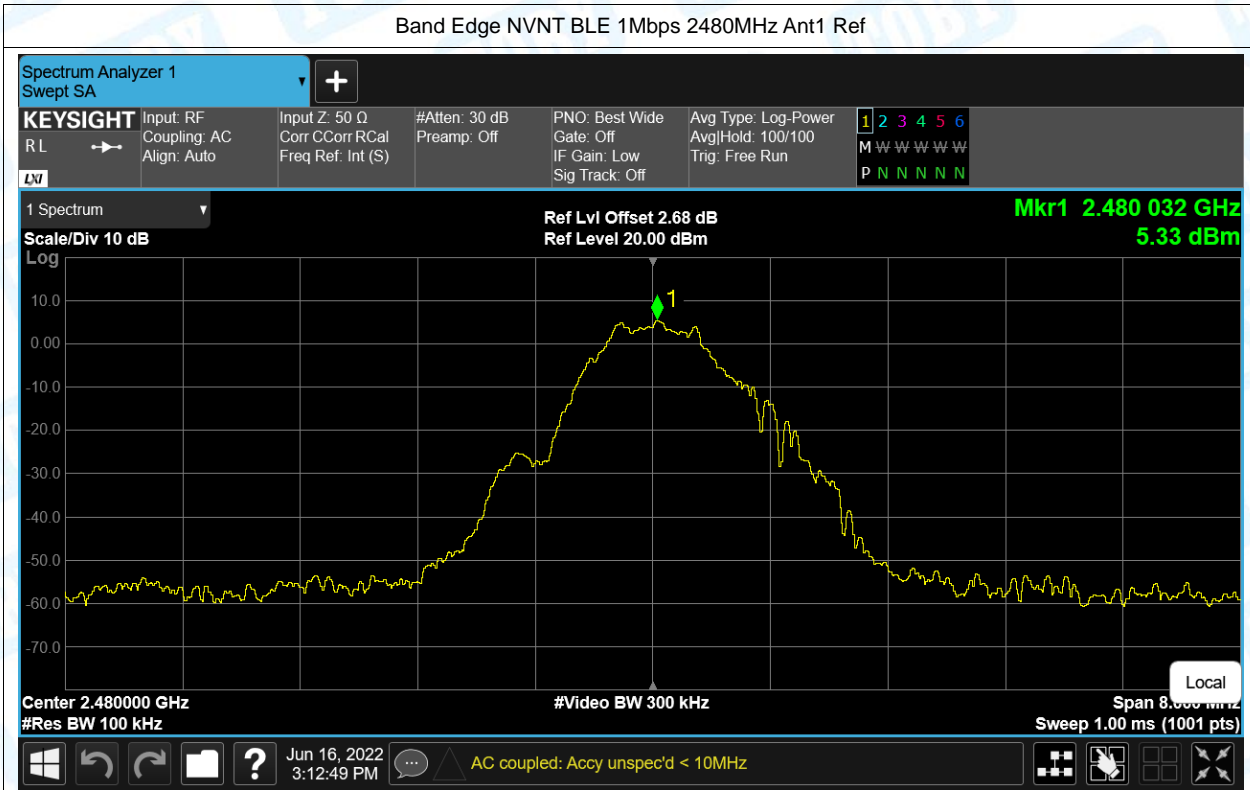 Band Edge NVNT BLE 1Mbps 2480MHz Ant1 Ref
Spectrum Analyzer 1
Swept SA
KEYSIGHT
R L
LXI
Input: RF
Coupling: AC
Align: Auto
Input Z: 50 Ω
Corr CCorr RCal
Freq Ref: Int (S)
#Atten: 30 dB
Preamp: Off
PNO: Best Wide
Gate: Off
IF Gain: Low
Sig Track: Off
Avg Type: Log-Power
Avg|Hold: 100/100
Trig: Free Run
1 2 3 4 5 6
M W W W W W
P N N N N N
1 Spectrum
Scale/Div 10 dB
Ref Lvl Offset 2.68 dB
Ref Level 20.00 dBm
Mkr1 2.480 032 GHz
5.33 dBm
Log
10.0
0.00
-10.0
-20.0
-30.0
-40.0
-50.0
-60.0
-70.0
1
Local
Center 2.480000 GHz
#Video BW 300 kHz
Span 8.000 MHz
#Res BW 100 kHz
Sweep 1.00 ms (1001 pts)
?
Jun 16, 2022
3:12:49 PM
AC coupled: Accy unspec'd < 10MHz